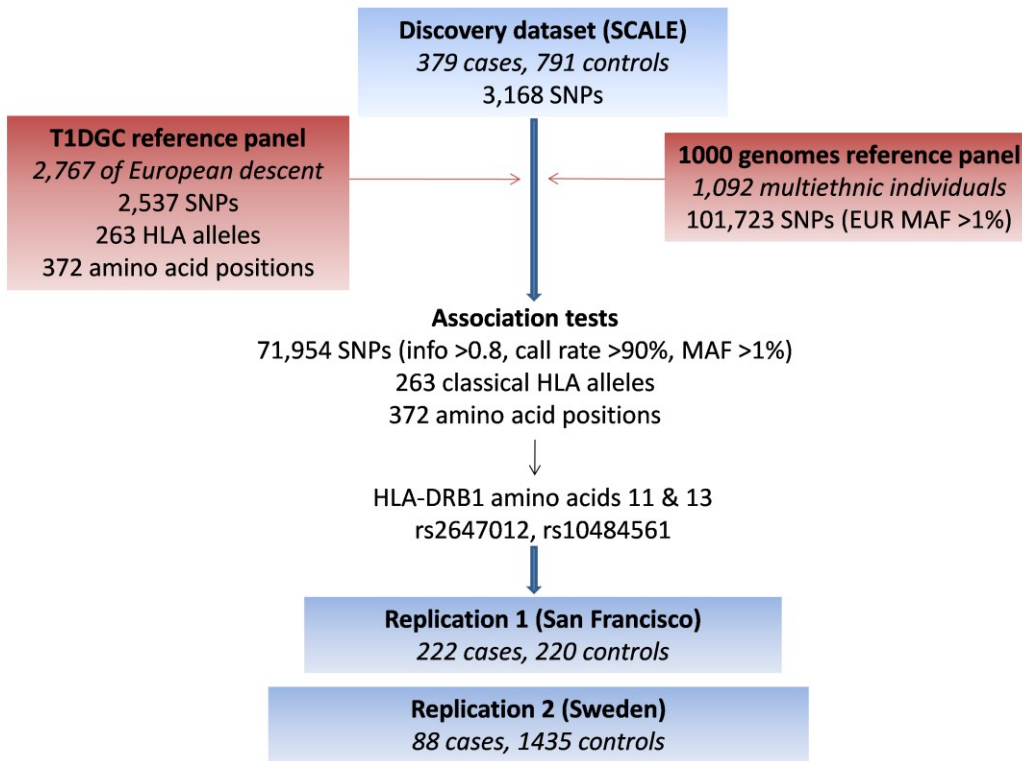 Discovery dataset (SCALE)
379 cases, 791 controls
3,168 SNPs
T1DGC reference panel
2,767 of European descent
2,537 SNPs
263 HLA alleles
372 amino acid positions
1000 genomes reference panel
1,092 multiethnic individuals
101,723 SNPs (EUR MAF >1%)
Association tests
71,954 SNPs (info >0.8, call rate >90%, MAF >1%)
263 classical HLA alleles
372 amino acid positions
HLA-DRB1 amino acids 11 & 13
rs2647012, rs10484561
Replication 1 (San Francisco)
222 cases, 220 controls
Replication 2 (Sweden)
88 cases, 1435 controls